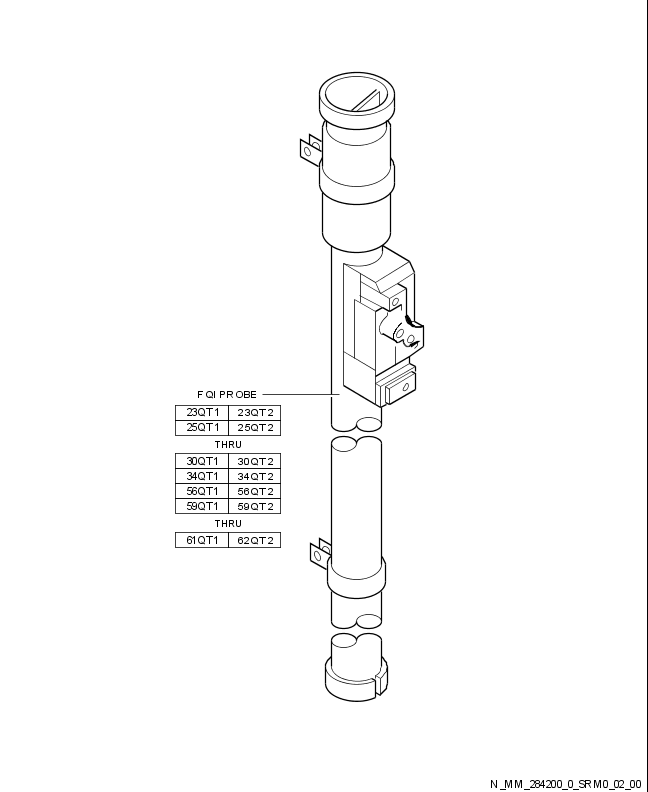 FQI PROBE
23QT1 23QT2
25QT1 25QT2
THRU
30QT1 30QT2
34QT1 34QT2
56QT1 56QT2
59QT1 59QT2
THRU
61QT1 62QT2
N_MM_284200_0_SRM0_02_00